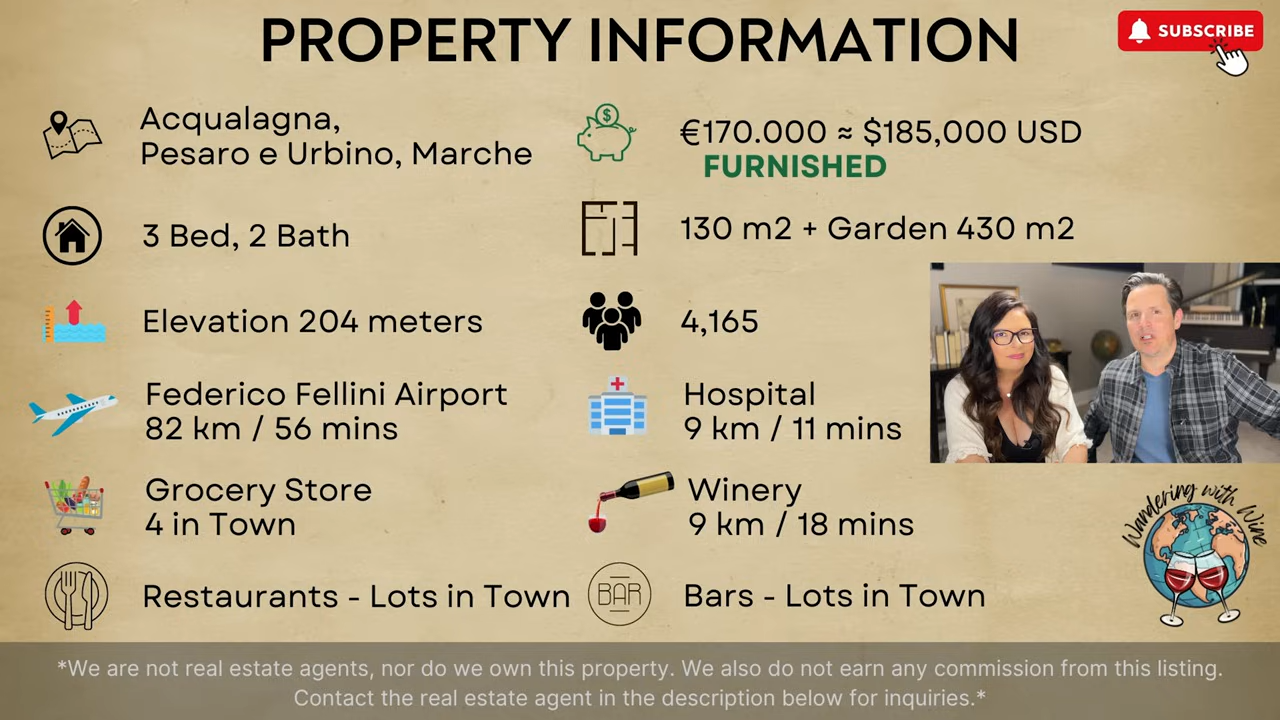 PROPERTY INFORMATION
SUBSCRIBE
Acqualagna,
Pesaro e Urbino, Marche
€170.000 ≈ $185,000 USD
FURNISHED
3 Bed, 2 Bath
130 m2 + Garden 430 m2
Elevation 204 meters
4,165
Federico Fellini Airport
82 km / 56 mins
Hospital
9 km / 11 mins
Grocery Store
4 in Town
Winery
9 km / 18 mins
Wandering with Wine
Restaurants - Lots in Town
BAR
Bars - Lots in Town
*We are not real estate agents, nor do we own this property. We also do not earn any commission from this listing.
Contact the real estate agent in the description below for inquiries.*